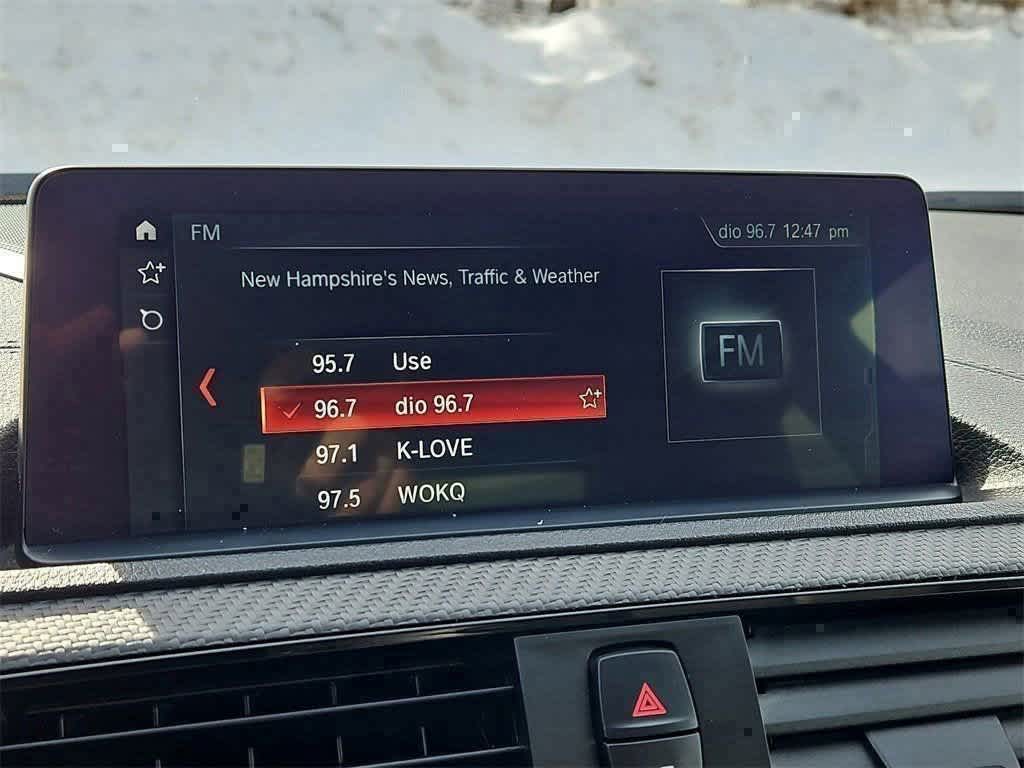 FM
dio 96.7 12:47 pm
New Hampshire's News, Traffic & Weather
95.7 Use
96.7 dio 96.7
97.1 K-LOVE
97.5 WOKQ
FM